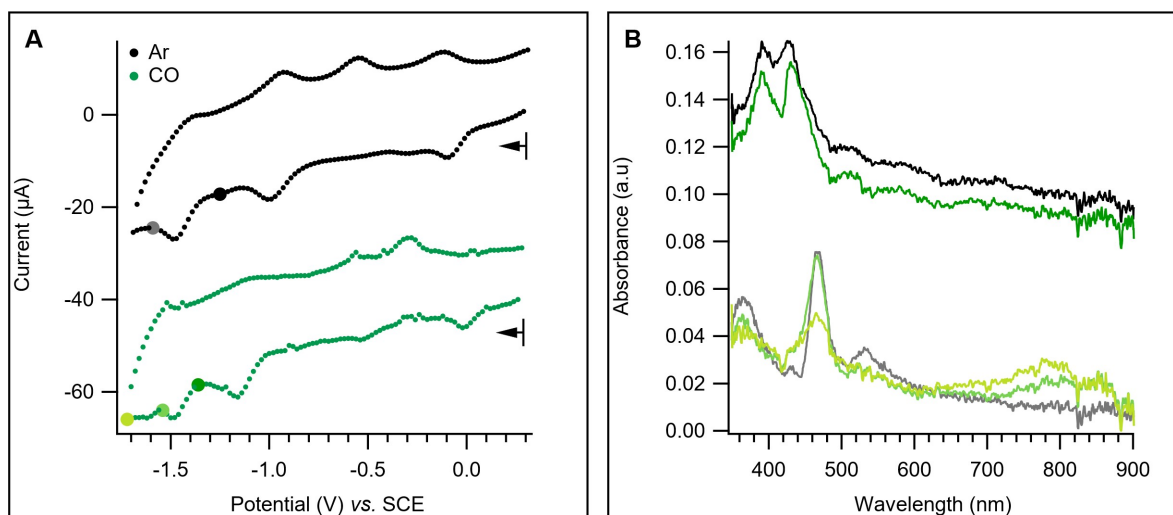 A
Ar
CO
0
-20
-40
-60
Current (µA)
-1.5 -1.0 -0.5 0.0
Potential (V) vs. SCE
B
0.16
0.14
0.12
0.10
0.08
0.06
0.04
0.02
0.00
Absorbance (a.u)
400 500 600 700 800 900
Wavelength (nm)